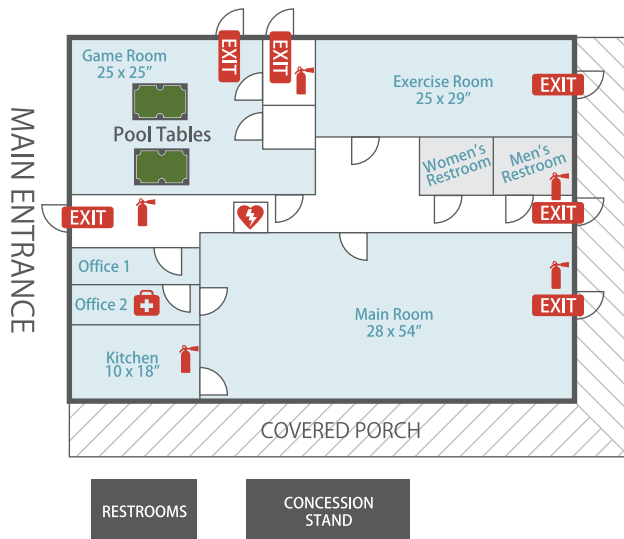 Game Room
25 x 25”
EXIT
EXIT
Exercise Room
25 x 29”
EXIT
Pool Tables
Women's
Restroom
Men's
Restroom
MAIN ENTRANCE
EXIT
EXIT
Office 1
Office 2
Main Room
28 x 54”
EXIT
Kitchen
10 x 18”
COVERED PORCH
RESTROOMS
CONCESSION
STAND